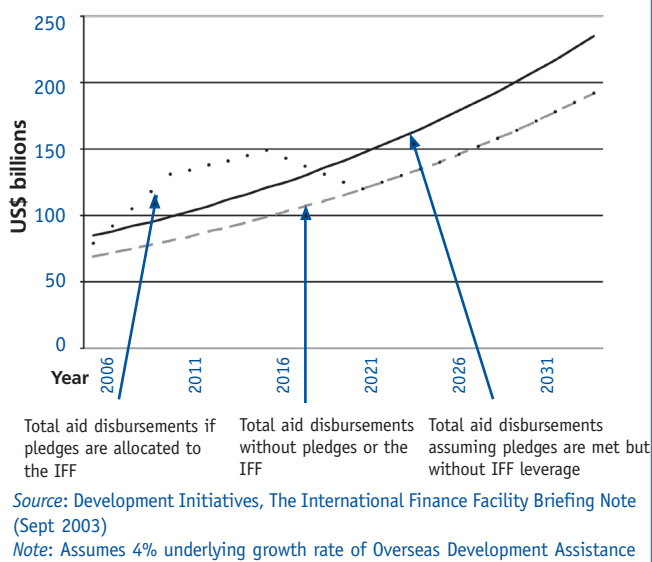 250
200
150
100
50
0
US$ billions
Year
2006
2011
2016
2021
2026
2031
Total aid disbursements if
pledges are allocated to
the IFF
Total aid disbursements
without pledges or the
IFF
Total aid disbursements
assuming pledges are met but
without IFF leverage
Source: Development Initiatives, The International Finance Facility Briefing Note
(Sept 2003)
Note: Assumes 4% underlying growth rate of Overseas Development Assistance